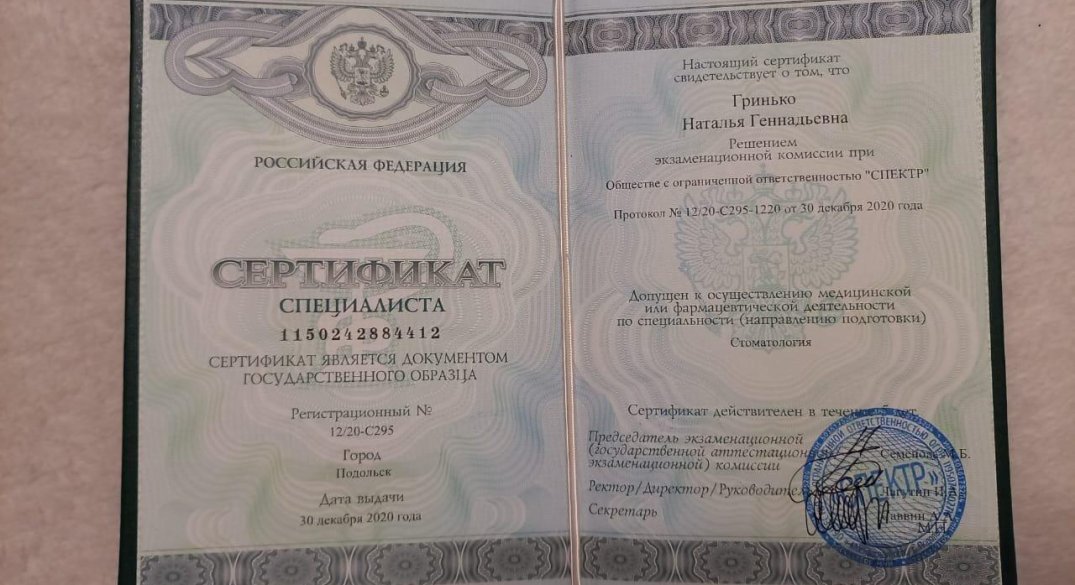 РОССИЙСКАЯ ФЕДЕРАЦИЯ
СЕРТИФИКАТ
СПЕЦИАЛИСТА
1150242884412
СЕРТИФИКАТ ЯВЛЯЕТСЯ ДОКУМЕНТОМ
ГОСУДАРСТВЕННОГО ОБРАЗЦА
Регистрационный №
12/20-С295
Город
Подольск
Дата выдачи
30 декабря 2020 года
Настоящий сертификат
свидетельствует о том, что
Гринько
Наталья Геннадьевна
Решением
экзаменационной комиссии при
Обществе с ограниченной ответственностью "СПЕКТР"
Протокол № 12/20-С295-1220 от 30 декабря 2020 года
Допущен к осуществлению медицинской
или фармацевтической деятельности
по специальности (направлению подготовки)
Стоматология
Сертификат действителен в течение 5 лет
Председатель экзаменационной
(государственной аттестационной
экзаменационной) комиссии
Ректор/Директор/Руководитель
Секретарь
М.П.